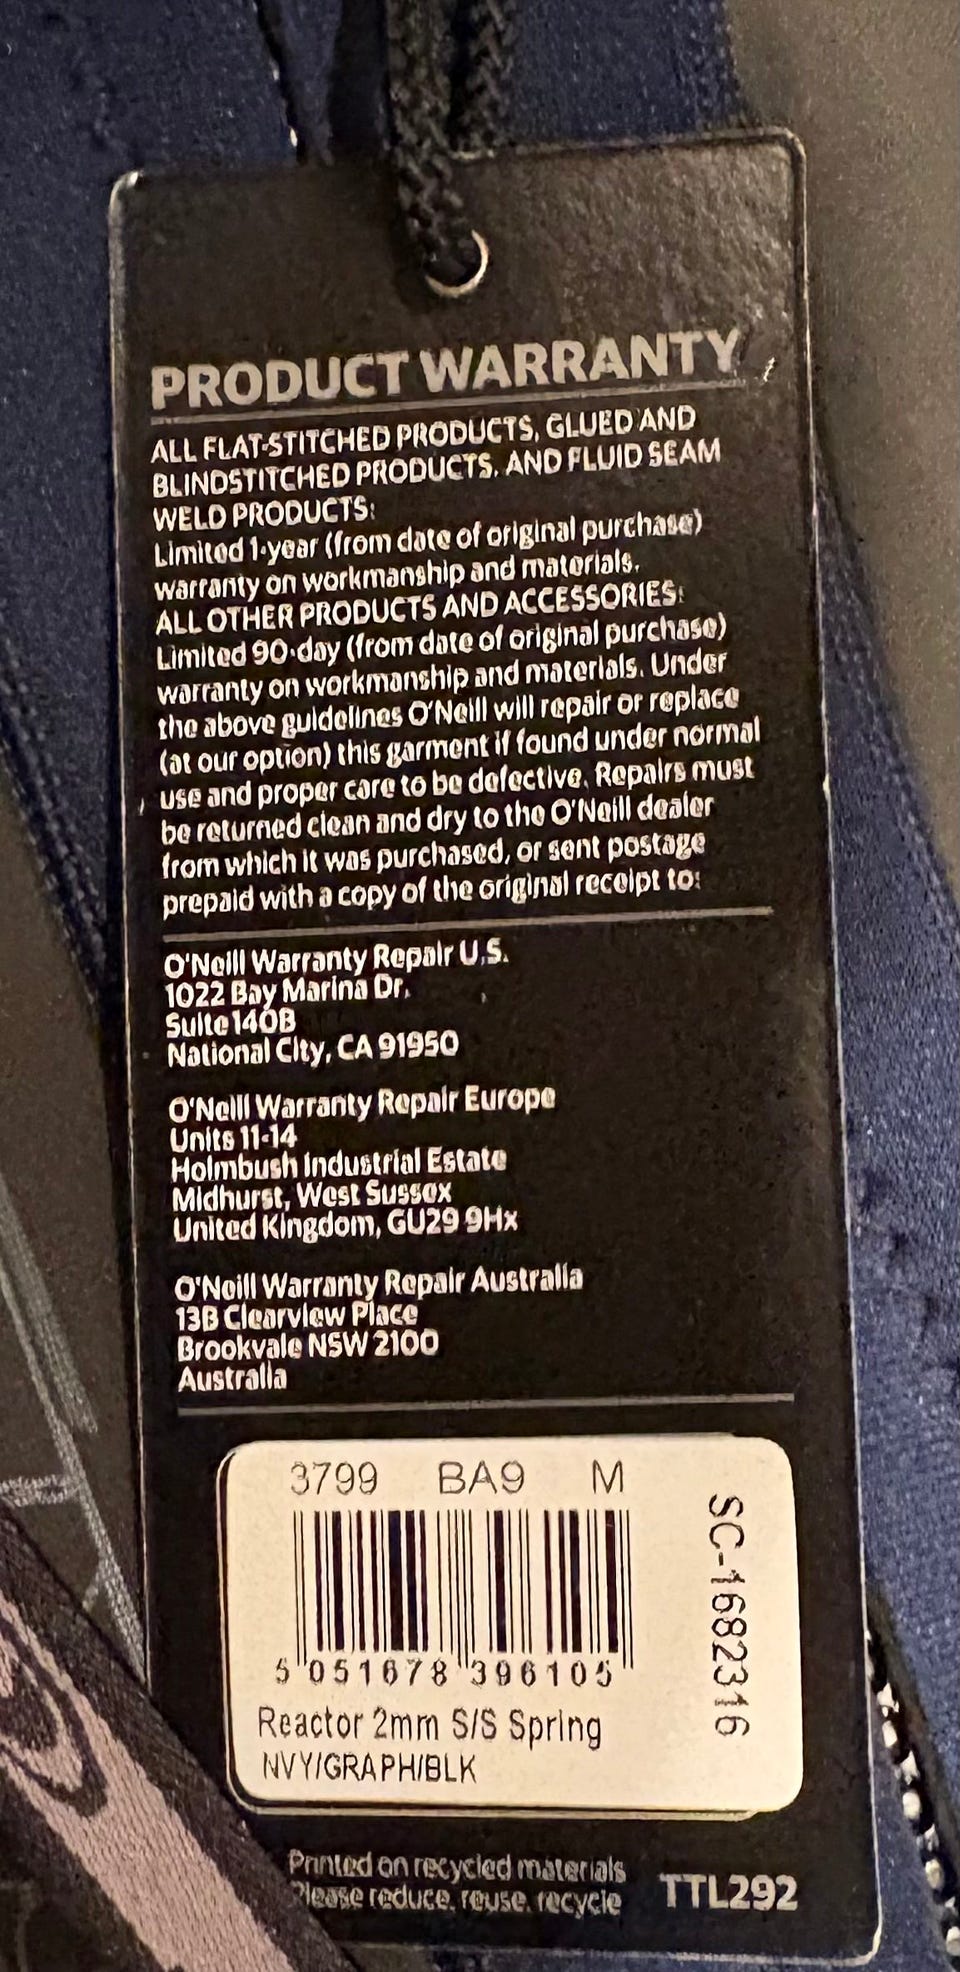 PRODUCT WARRANTY
ALL FLAT-STITCHED PRODUCTS, GLUED AND
BLINDSTITCHED PRODUCTS, AND FLUID SEAM
WELD PRODUCTS:
Limited 1-year (from date of original purchase)
warranty on workmanship and materials.
ALL OTHER PRODUCTS AND ACCESSORIES:
Limited 90-day (from date of original purchase)
warranty on workmanship and materials. Under
the above guidelines O'Neill will repair or replace
(at our option) this garment if found under normal
use and proper care to be defective. Repairs must
be returned clean and dry to the O'Neill dealer
from which it was purchased, or sent postage
prepaid with a copy of the original receipt to:
O'Neill Warranty Repair U.S.
1022 Bay Marina Dr.
Suite 140B
National City, CA 91950
O'Neill Warranty Repair Europe
Units 11-14
Holmbush Industrial Estate
Midhurst, West Sussex
United Kingdom, GU29 9Hx
O'Neill Warranty Repair Australia
13B Clearview Place
Brookvale NSW 2100
Australia
3799 BA9 M
5 051678 396105
Reactor 2mm S/S Spring
NVY/GRAPH/BLK
SC-1682316
Printed on recycled materials
Please reduce, reuse, recycle
TTL292